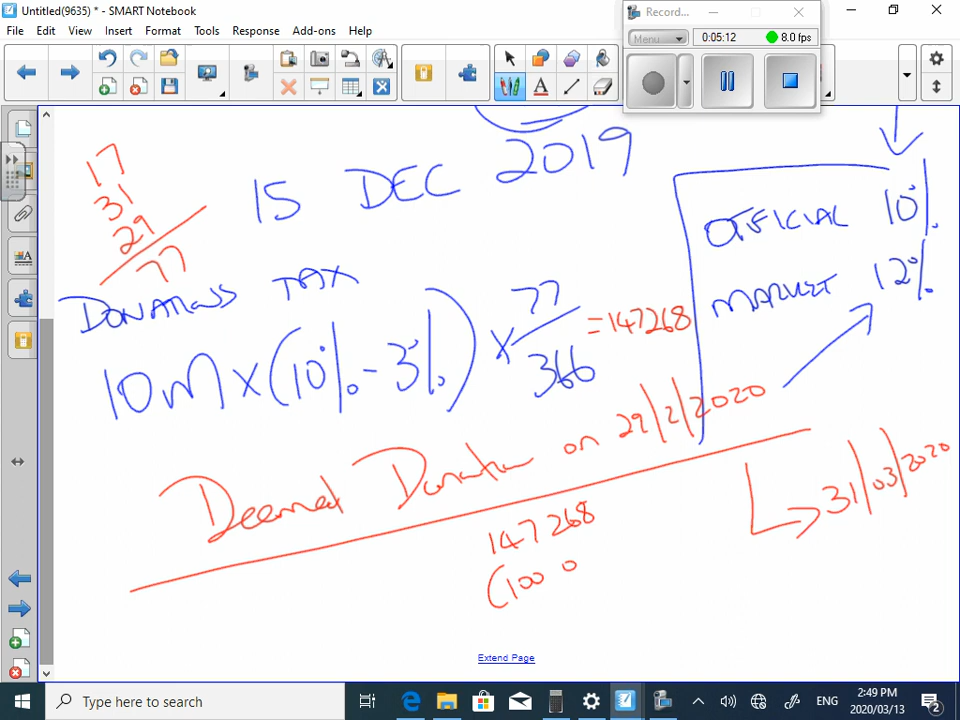 Untitled(9635) * - SMART Notebook
File Edit View Insert Format Tools Response Add-ons Help
Record...
Menu 0:05:12 8.0 fps
17
31
29
77
15 DEC 2019
OFFICIAL 10%
MARKET 12%
DONATIONS TAX
10M x (10% - 3%) x 77/366 = 147268
Deemed Donation on 29/2/2020
31/03/2020
147268
(100 0
Extend Page
Type here to search
ENG
2:49 PM
2020/03/13
2